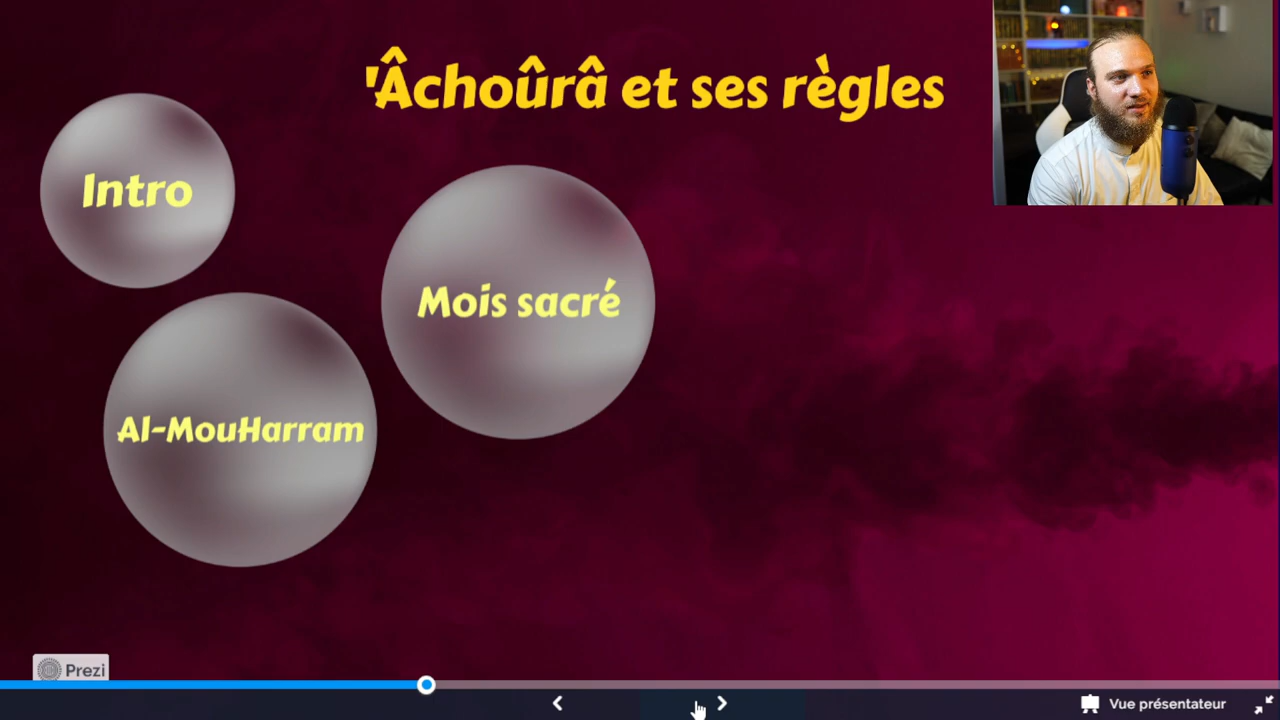 'Âchoûrâ et ses règles
Intro
Mois sacré
Al-MouHarram
Prezi
Vue présentateur